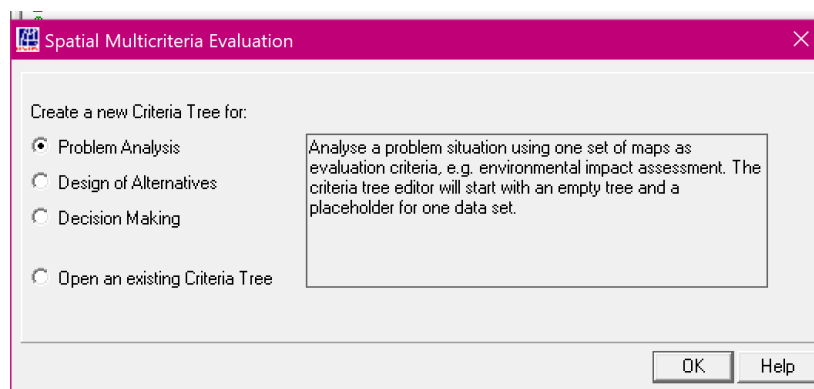 Spatial Multicriteria Evaluation
Create a new Criteria Tree for:
Problem Analysis
Design of Alternatives
Decision Making
Open an existing Criteria Tree
Analyse a problem situation using one set of maps as
evaluation criteria, e.g. environmental impact assessment. The
criteria tree editor will start with an empty tree and a
placeholder for one data set.
OK
Help